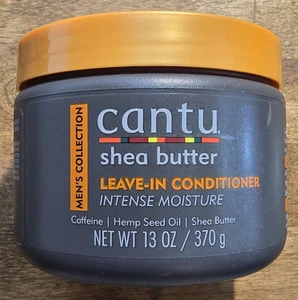 MEN'S COLLECTION
cantu
shea butter
LEAVE-IN CONDITIONER
INTENSE MOISTURE
Caffeine | Hemp Seed Oil | Shea Butter
NET WT 13 OZ / 370 g